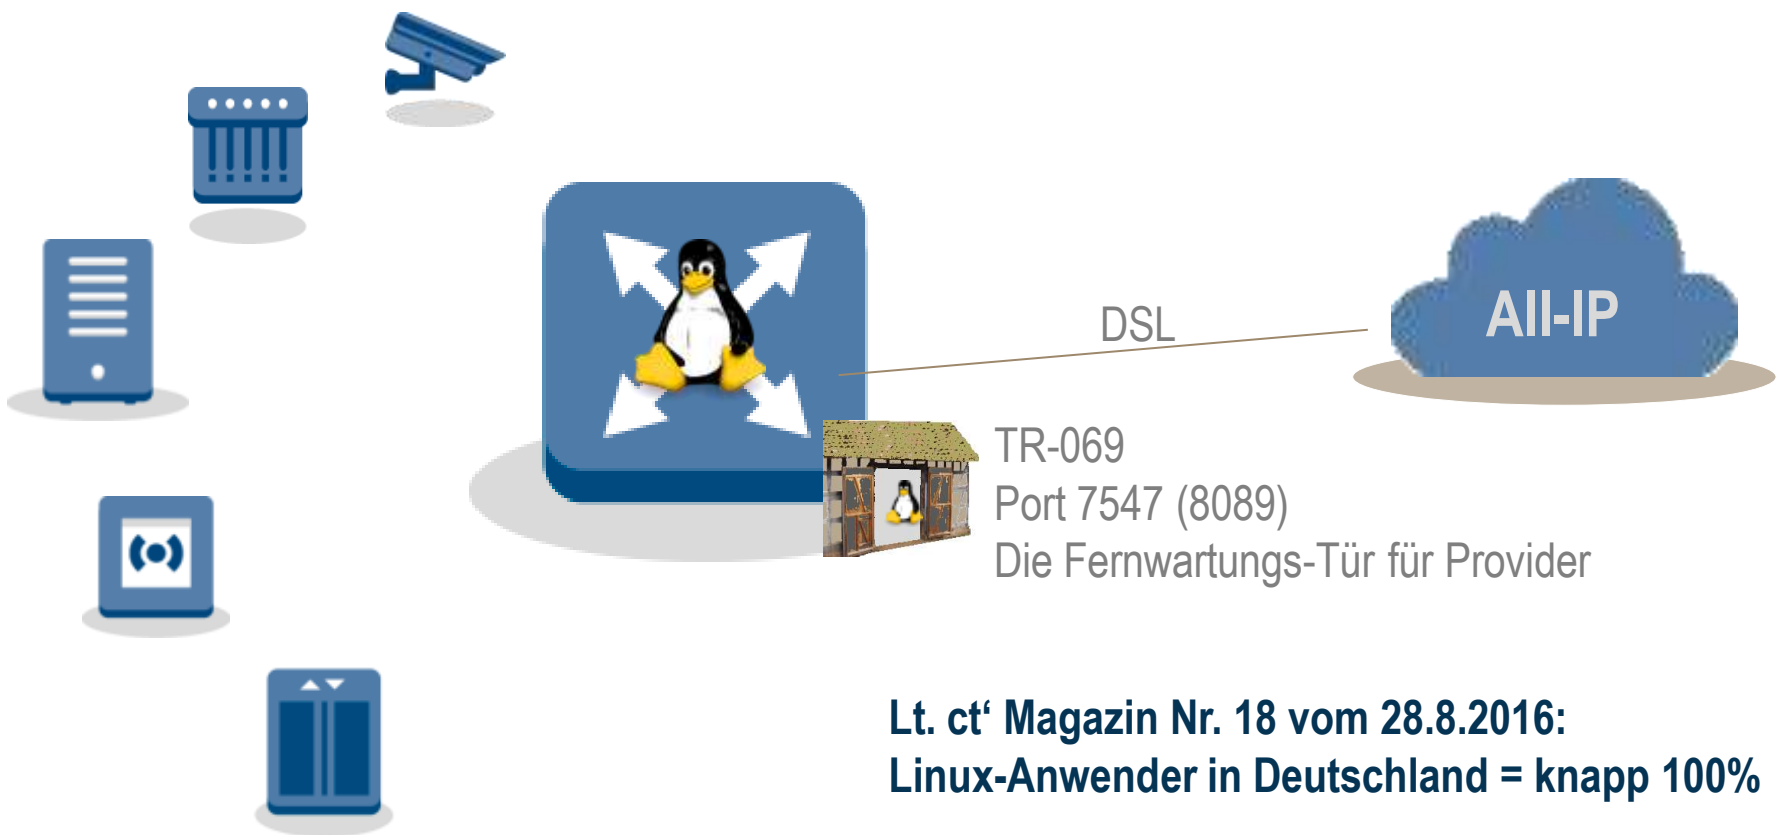 DSL
All-IP
TR-069
Port 7547 (8089)
Die Fernwartungs-Tür für Provider
Lt. ct‘ Magazin Nr. 18 vom 28.8.2016:
Linux-Anwender in Deutschland = knapp 100%